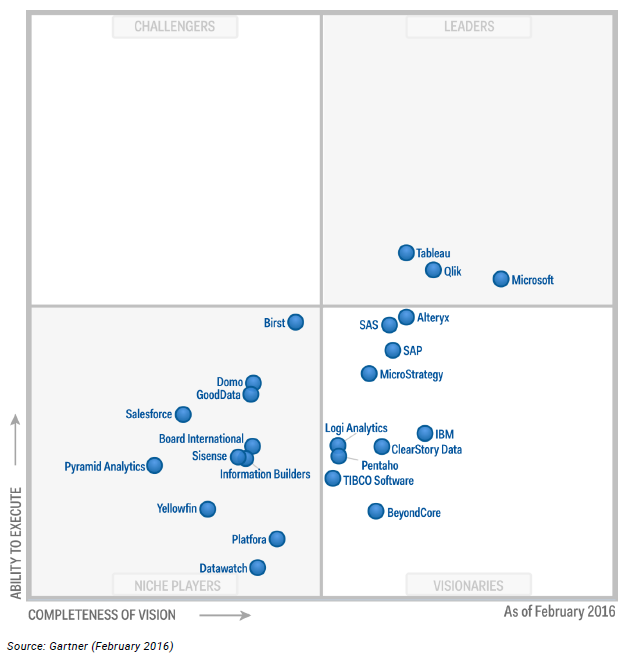 CHALLENGERS
LEADERS
Tableau
Qlik
Microsoft
Birst
Alteryx
SAS
SAP
MicroStrategy
Domo
GoodData
Salesforce
Board International
Sisense
Information Builders
Pyramid Analytics
Yellowfin
Platfora
Datawatch
Logi Analytics
IBM
ClearStory Data
Pentaho
TIBCO Software
BeyondCore
NICHE PLAYERS
VISIONARIES
ABILITY TO EXECUTE
COMPLETENESS OF VISION
As of February 2016
Source: Gartner (February 2016)